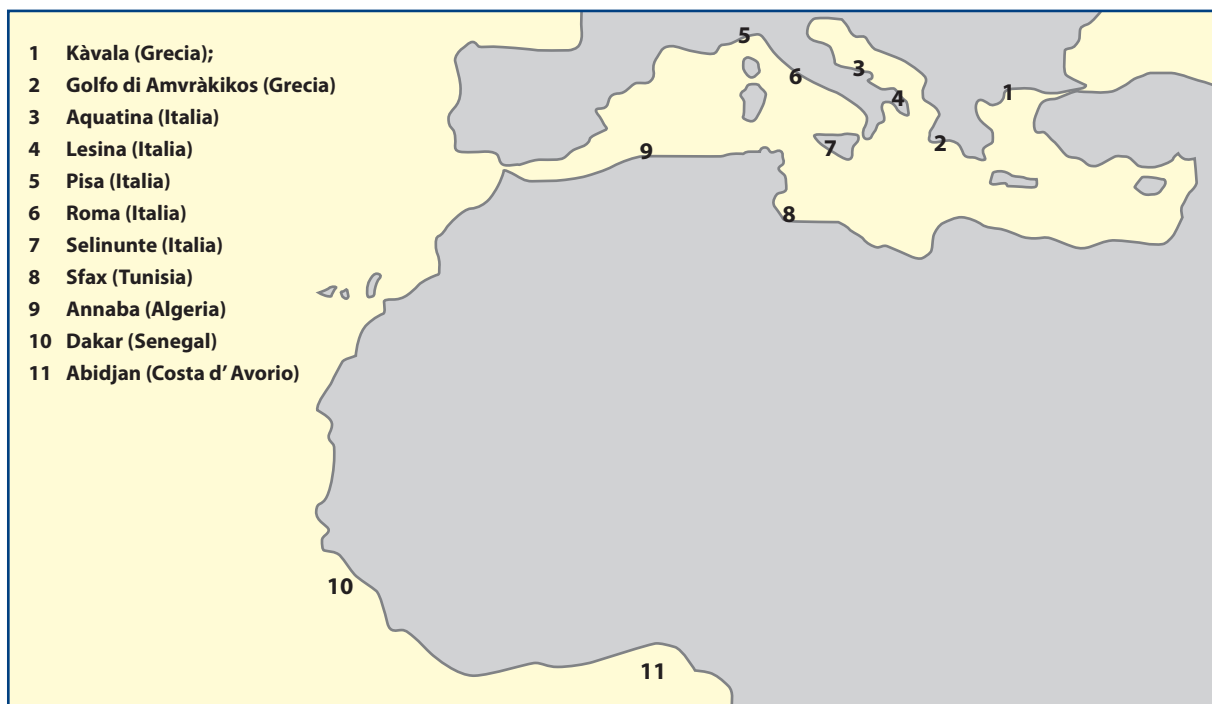 1 Kàvala (Grecia);
2 Golfo di Amvràkikos (Grecia)
3 Aquatina (Italia)
4 Lesina (Italia)
5 Pisa (Italia)
6 Roma (Italia)
7 Selinunte (Italia)
8 Sfax (Tunisia)
9 Annaba (Algeria)
10 Dakar (Senegal)
11 Abidjan (Costa d’ Avorio)
5
6
3
4
1
2
7
9
8
10
11